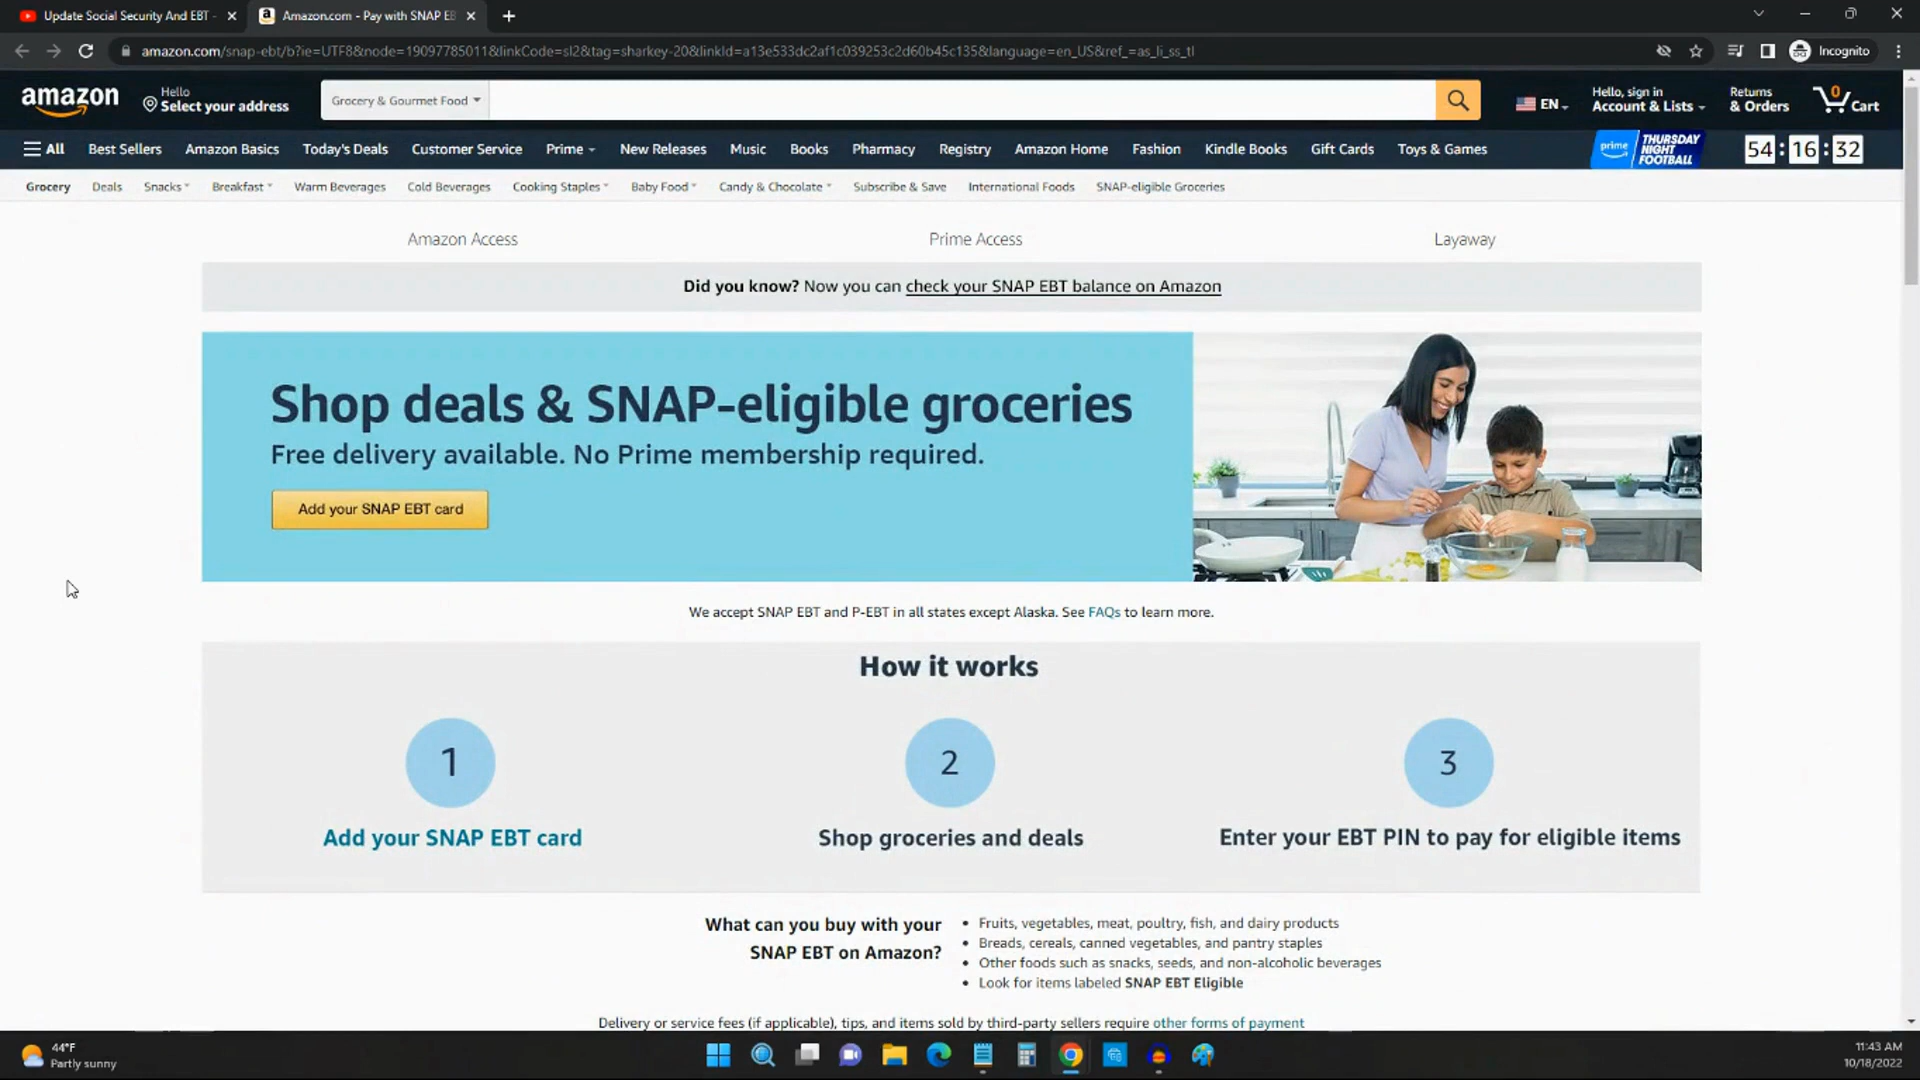 Update Social Security And EBT -
Amazon.com - Pay with SNAP EB
amazon.com/snap-ebt/b?ie=UTF8&node=19097785011&linkCode=sl2&tag=sharkey-20&linkId=a13e533dc2af1c039253c2d60b45c135&language=en_US&ref_=as_li_ss_tl
Incognito
amazon
Hello
Select your address
Grocery & Gourmet Food
EN
Hello, sign in
Account & Lists
Returns
& Orders
0
Cart
All
Best Sellers
Amazon Basics
Today's Deals
Customer Service
Prime
New Releases
Music
Books
Pharmacy
Registry
Amazon Home
Fashion
Kindle Books
Gift Cards
Toys & Games
prime
THURSDAY
NIGHT
FOOTBALL
54 : 16 : 32
Grocery
Deals
Snacks
Breakfast
Warm Beverages
Cold Beverages
Cooking Staples
Baby Food
Candy & Chocolate
Subscribe & Save
International Foods
SNAP-eligible Groceries
Amazon Access
Prime Access
Layaway
Did you know? Now you can check your SNAP EBT balance on Amazon
Shop deals & SNAP-eligible groceries
Free delivery available. No Prime membership required.
Add your SNAP EBT card
We accept SNAP EBT and P-EBT in all states except Alaska. See FAQs to learn more.
How it works
1
2
3
Add your SNAP EBT card
Shop groceries and deals
Enter your EBT PIN to pay for eligible items
What can you buy with your
SNAP EBT on Amazon?
• Fruits, vegetables, meat, poultry, fish, and dairy products
• Breads, cereals, canned vegetables, and pantry staples
• Other foods such as snacks, seeds, and non-alcoholic beverages
• Look for items labeled SNAP EBT Eligible
Delivery or service fees (if applicable), tips, and items sold by third-party sellers require other forms of payment
44°F
Partly sunny
11:43 AM
10/18/2022